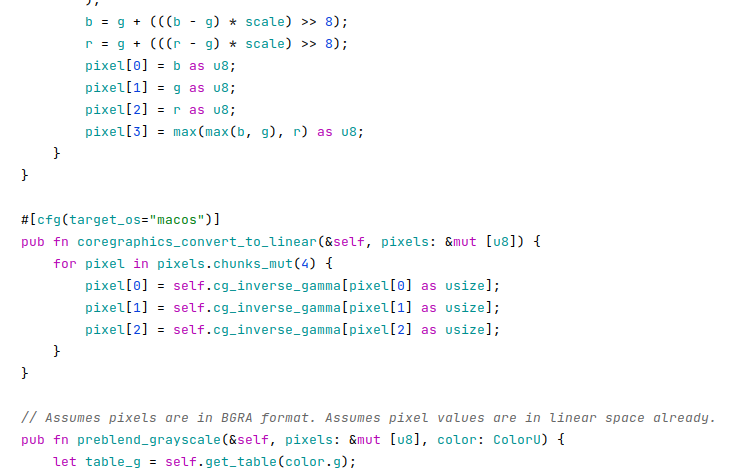 );
b = g + (((b - g) * scale) >> 8);
r = g + (((r - g) * scale) >> 8);
pixel[0] = b as u8;
pixel[1] = g as u8;
pixel[2] = r as u8;
pixel[3] = max(max(b, g), r) as u8;
}
}
#[cfg(target_os="macos")]
pub fn coregraphics_convert_to_linear(&self, pixels: &mut [u8]) {
for pixel in pixels.chunks_mut(4) {
pixel[0] = self.cg_inverse_gamma[pixel[0] as usize];
pixel[1] = self.cg_inverse_gamma[pixel[1] as usize];
pixel[2] = self.cg_inverse_gamma[pixel[2] as usize];
}
}
// Assumes pixels are in BGRA format. Assumes pixel values are in linear space already.
pub fn preblend_grayscale(&self, pixels: &mut [u8], color: ColorU) {
let table_g = self.get_table(color.g);